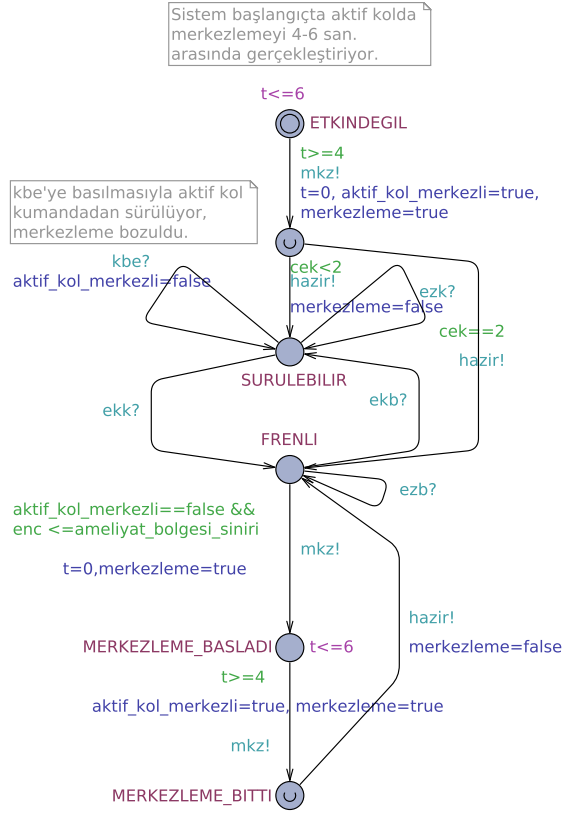 Sistem başlangıçta aktif kolda
merkezlemeyi 4-6 san.
arasında gerçekleştiriyor.
t<=6
ETKINDEGIL
t>=4
mkz!
t=0, aktif_kol_merkezli=true,
merkezleme=true
kbe'ye basılmasıyla aktif kol
kumandadan sürülüyor,
merkezleme bozuldu.
kbe?
aktif_kol_merkezli=false
cek<2
hazir!
merkezleme=false
ezk?
cek==2
hazir!
SURULEBILIR
ekk?
ekb?
FRENLI
ezb?
aktif_kol_merkezli==false &&
enc <=ameliyat_bolgesi_siniri
mkz!
t=0,merkezleme=true
hazir!
merkezleme=false
MERKEZLEME_BASLADI
t<=6
t>=4
aktif_kol_merkezli=true, merkezleme=true
mkz!
MERKEZLEME_BITTI